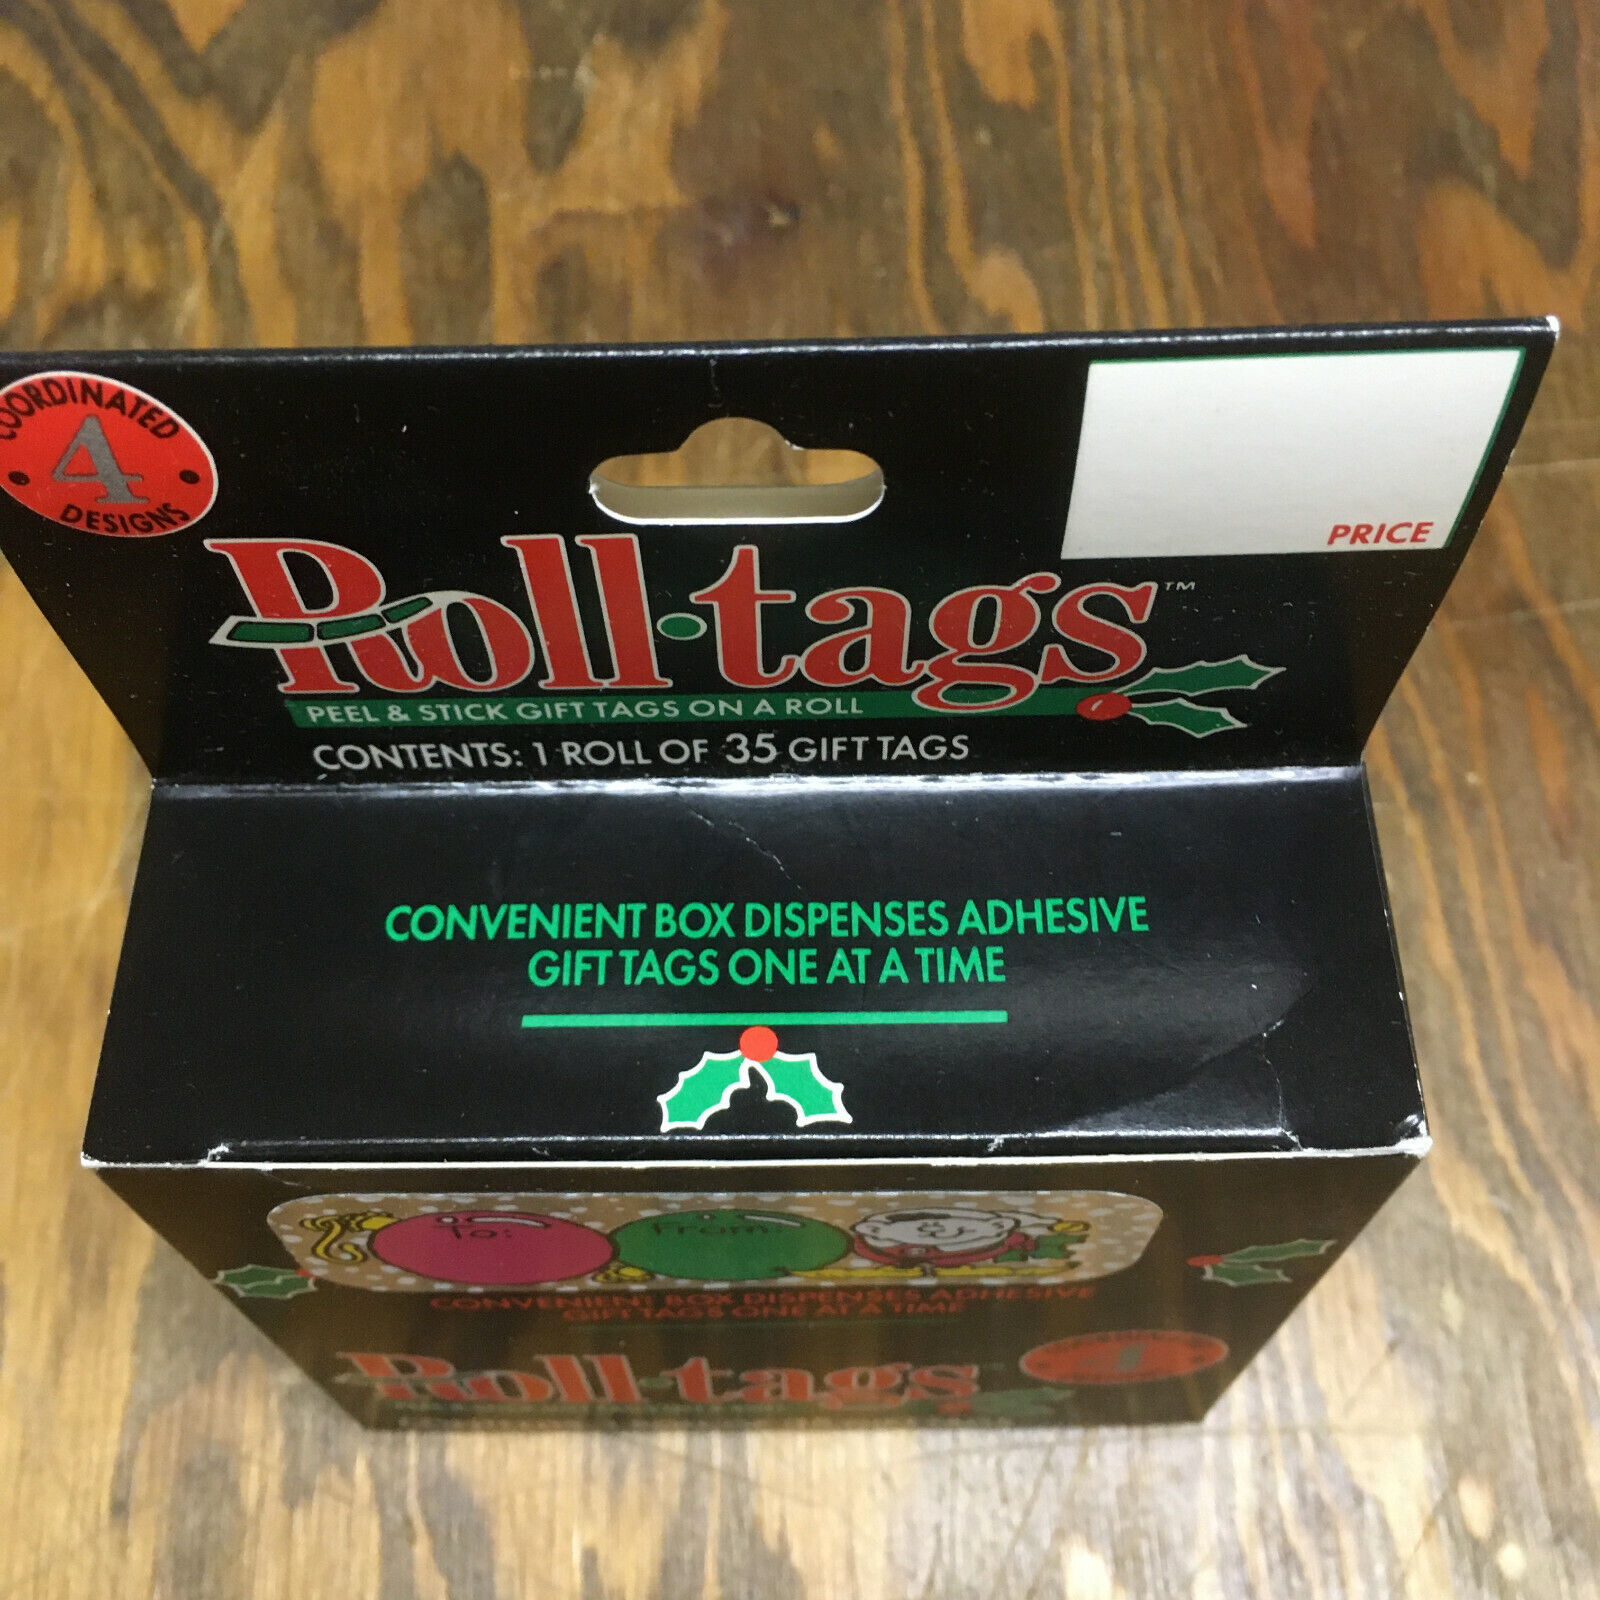 COORDINATED
4
DESIGNS
PRICE
Roll·tags™
PEEL & STICK GIFT TAGS ON A ROLL
CONTENTS: 1 ROLL OF 35 GIFT TAGS
CONVENIENT BOX DISPENSES ADHESIVE
GIFT TAGS ONE AT A TIME
To: From:
CONVENIENT BOX DISPENSES ADHESIVE
GIFT TAGS ONE AT A TIME
4
Roll·tags